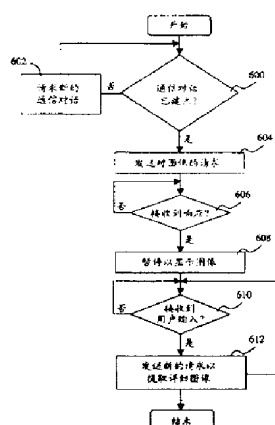 开始
602
请求新的
通信对话
否
通信对话
已建立?
600
是
604
发送对图像的请求
606
否
接收到响应?
是
608
暂停以显示图像
610
否
接收到
用户输入?
是
612
发送新的请求以
提取详细图像
结束